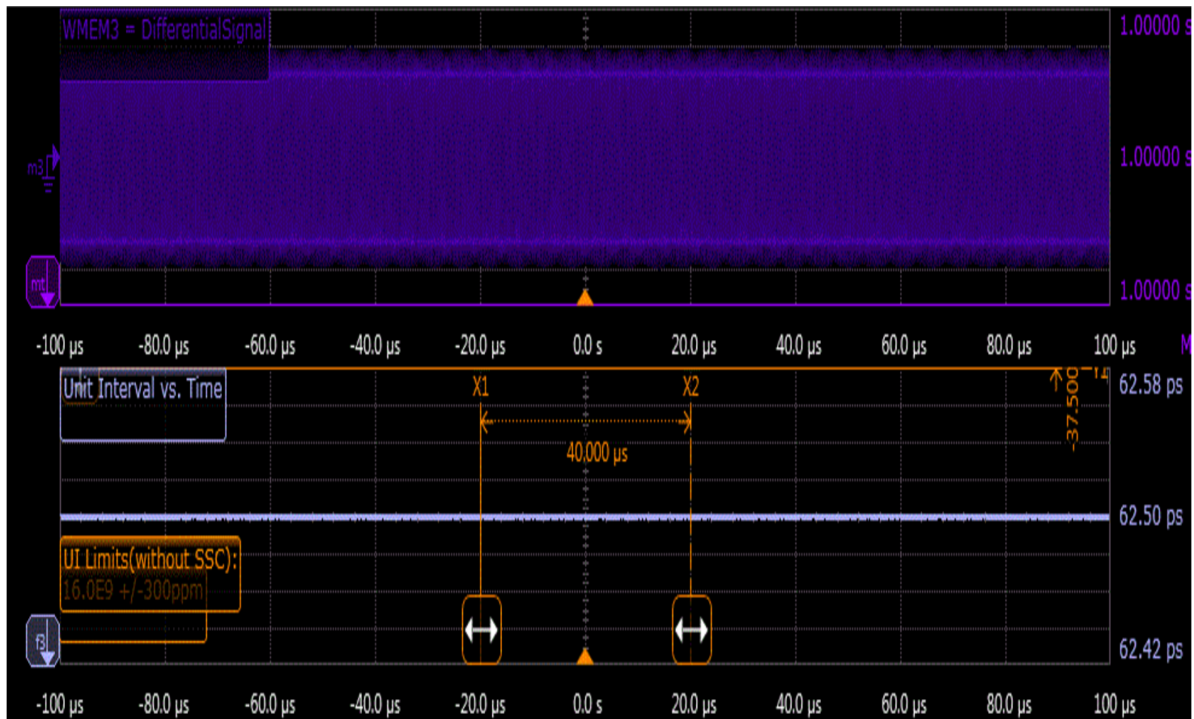 WMEM3 = DifferentialSignal
1.00000 s
m3
1.00000 s
mt
1.00000 s
-100 µs -80.0 µs -60.0 µs -40.0 µs -20.0 µs 0.0 s 20.0 µs 40.0 µs 60.0 µs 80.0 µs 100 µs
Unit Interval vs. Time
X1
X2
-37.500
62.58 ps
40.000 µs
62.50 ps
UI Limits(without SSC):
16.0E9 +/-300ppm
f3
62.42 ps
-100 µs -80.0 µs -60.0 µs -40.0 µs -20.0 µs 0.0 s 20.0 µs 40.0 µs 60.0 µs 80.0 µs 100 µs